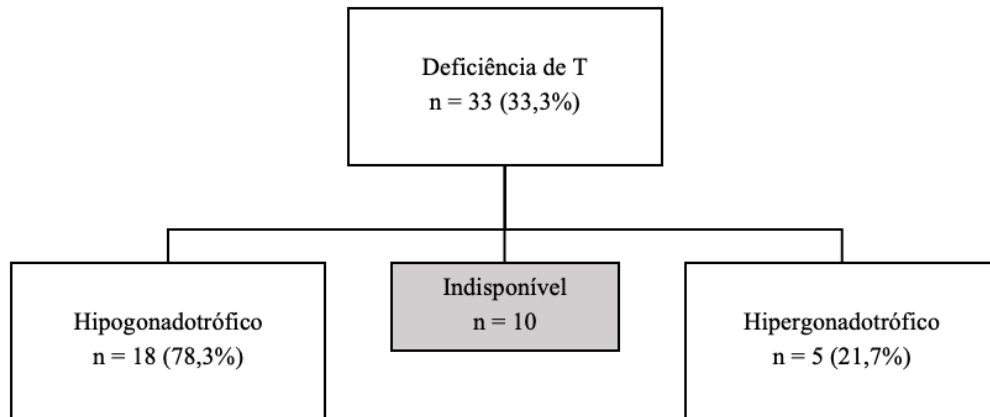 Deficiência de T
n = 33 (33,3%)
Hipogonadotrófico
n = 18 (78,3%)
Indisponível
n = 10
Hipergonadotrófico
n = 5 (21,7%)